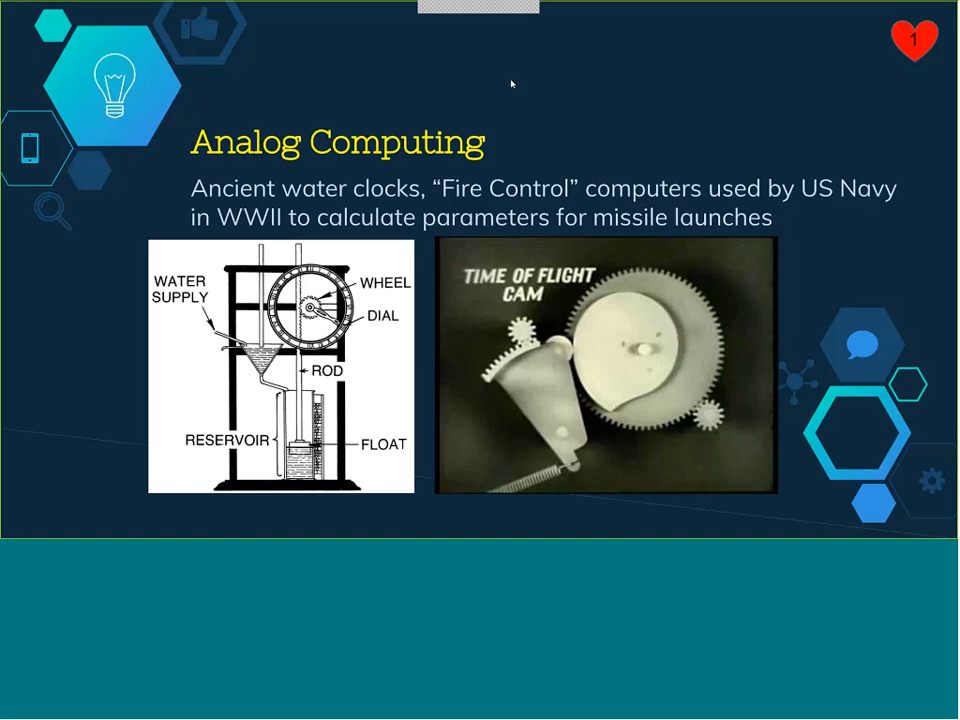 1
Analog Computing
Ancient water clocks, “Fire Control” computers used by US Navy
in WWII to calculate parameters for missile launches
WATER
SUPPLY
WHEEL
DIAL
ROD
RESERVOIR
FLOAT
TIME OF FLIGHT
CAM